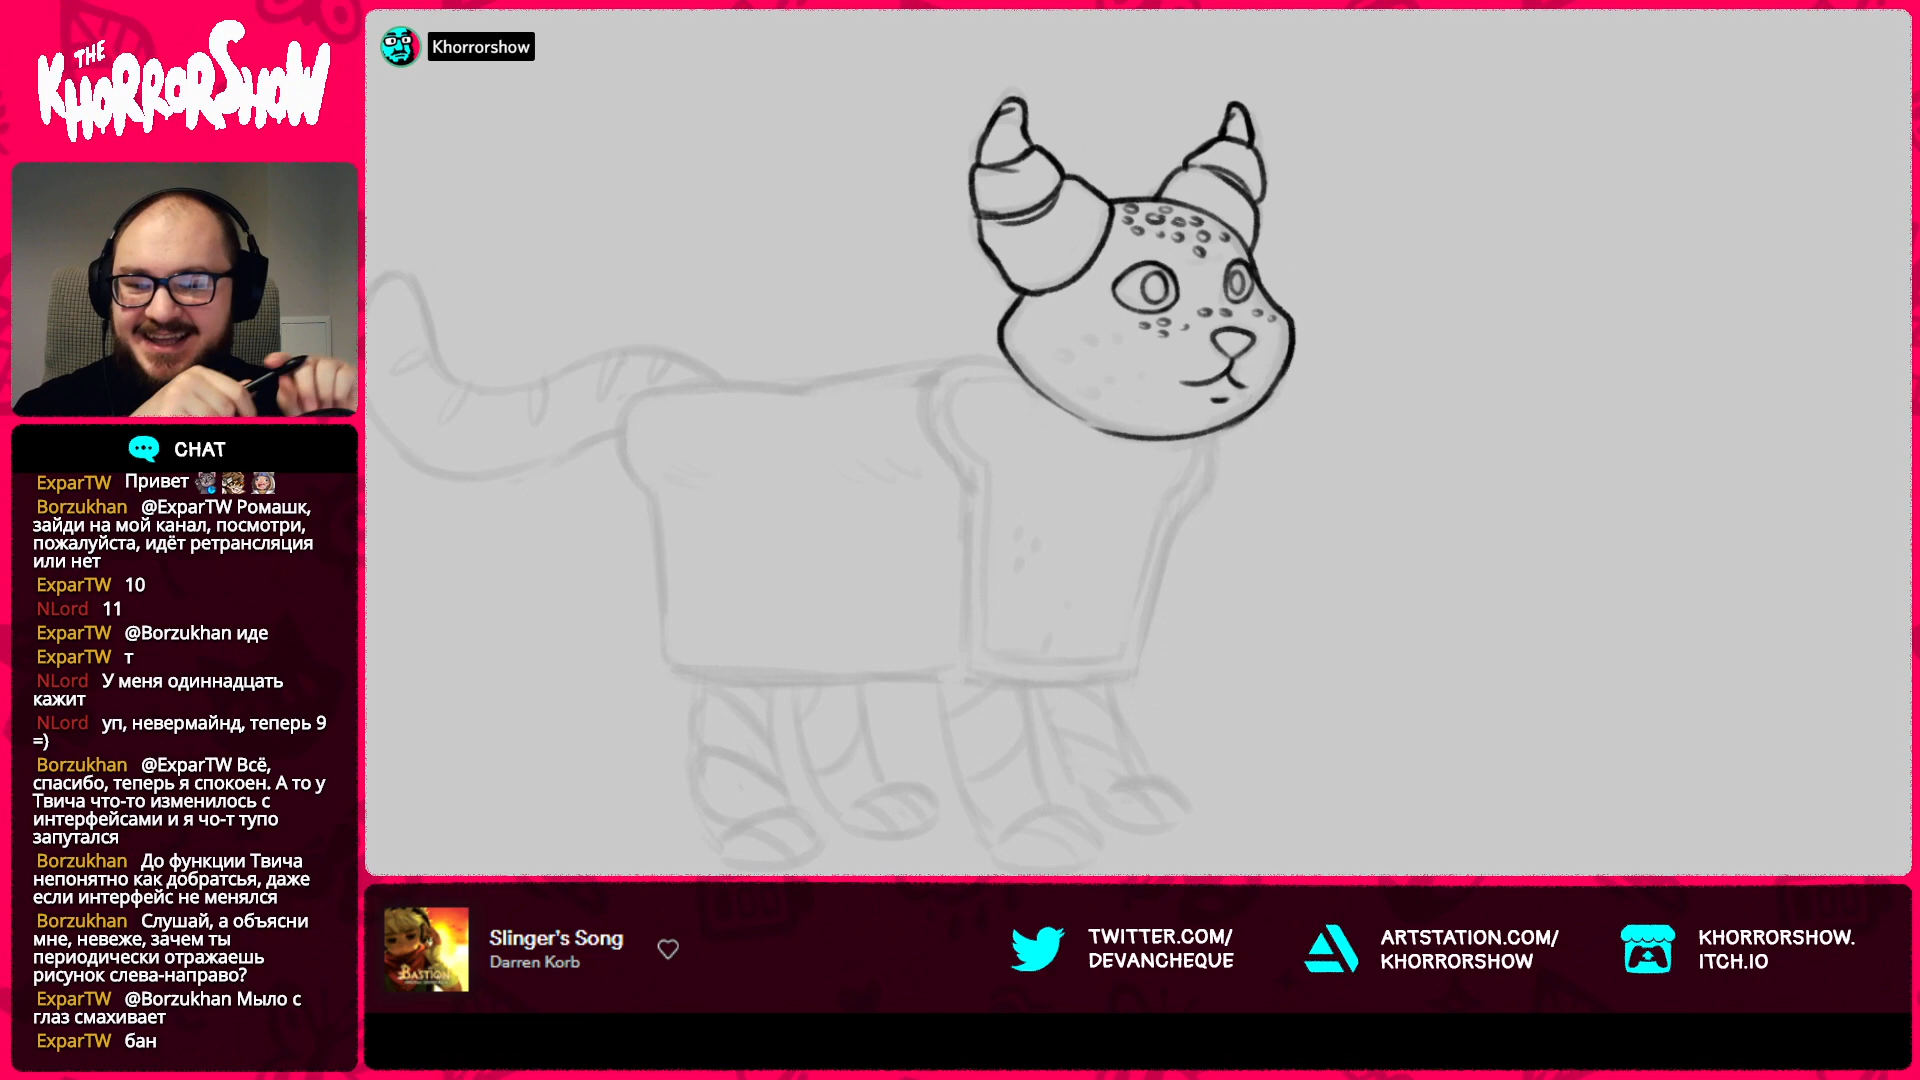 THE
KHORRORSHOW
Khorrorshow
CHAT
ExparTW Привет
Borzukhan @ExparTW Ромашк,
зайди на мой канал, посмотри,
пожалуйста, идёт ретрансляция
или нет
ExparTW 10
NLord 11
ExparTW @Borzukhan иде
ExparTW т
NLord У меня одиннадцать
кажит
NLord уп, невермайнд, теперь 9
=)
Borzukhan @ExparTW Всё,
спасибо, теперь я спокоен. А то у
Твича что-то изменилось с
интерфейсами и я чо-т тупо
запутался
Borzukhan До функции Твича
непонятно как добратсья, даже
если интерфейс не менялся
Borzukhan Слушай, а объясни
мне, невеже, зачем ты
периодически отражаешь
рисунок слева-направо?
ExparTW @Borzukhan Мыло с
глаз смахивает
ExparTW бан
BASTION
Slinger's Song
Darren Korb
TWITTER.COM/
DEVANCHEQUE
ARTSTATION.COM/
KHORRORSHOW
KHORRORSHOW.
ITCH.IO